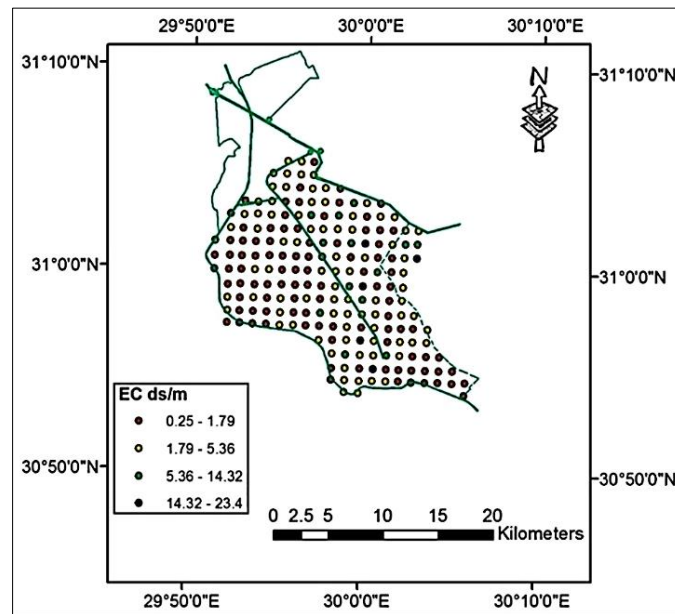 29°50'0"E 30°0'0"E 30°10'0"E
31°10'0"N 31°10'0"N
N
31°0'0"N 31°0'0"N
EC ds/m
0.25 - 1.79
1.79 - 5.36
5.36 - 14.32
14.32 - 23.4
30°50'0"N 30°50'0"N
0 2.5 5 10 15 20
Kilometers
29°50'0"E 30°0'0"E 30°10'0"E